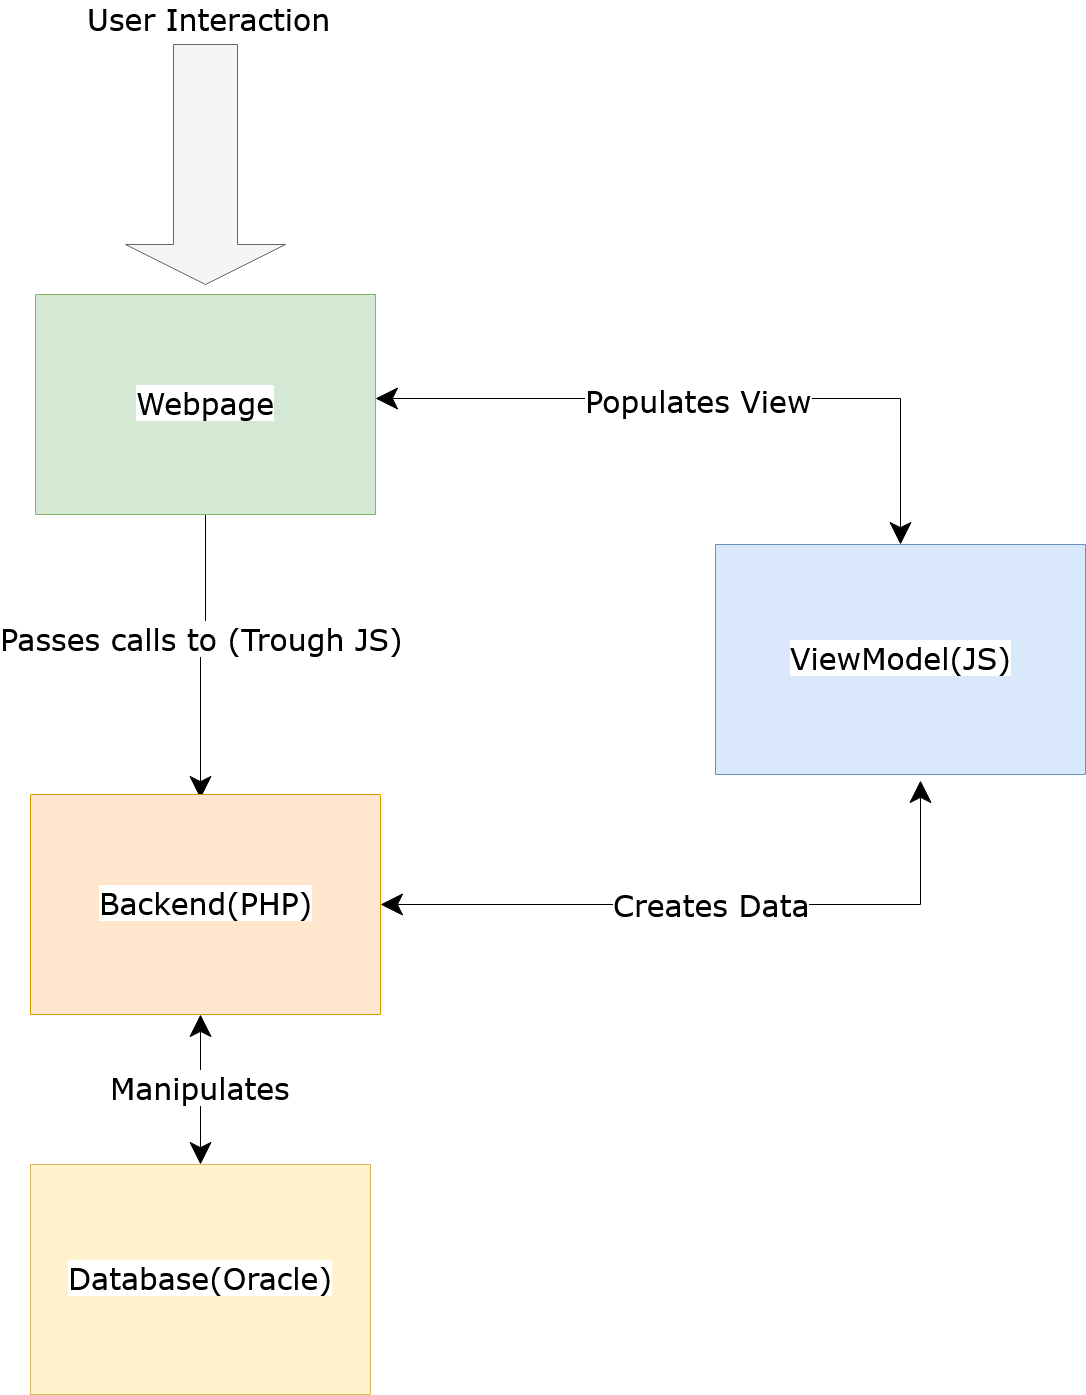 User Interaction
Webpage
Populates View
Passes calls to (Trough JS)
ViewModel(JS)
Backend(PHP)
Creates Data
Manipulates
Database(Oracle)